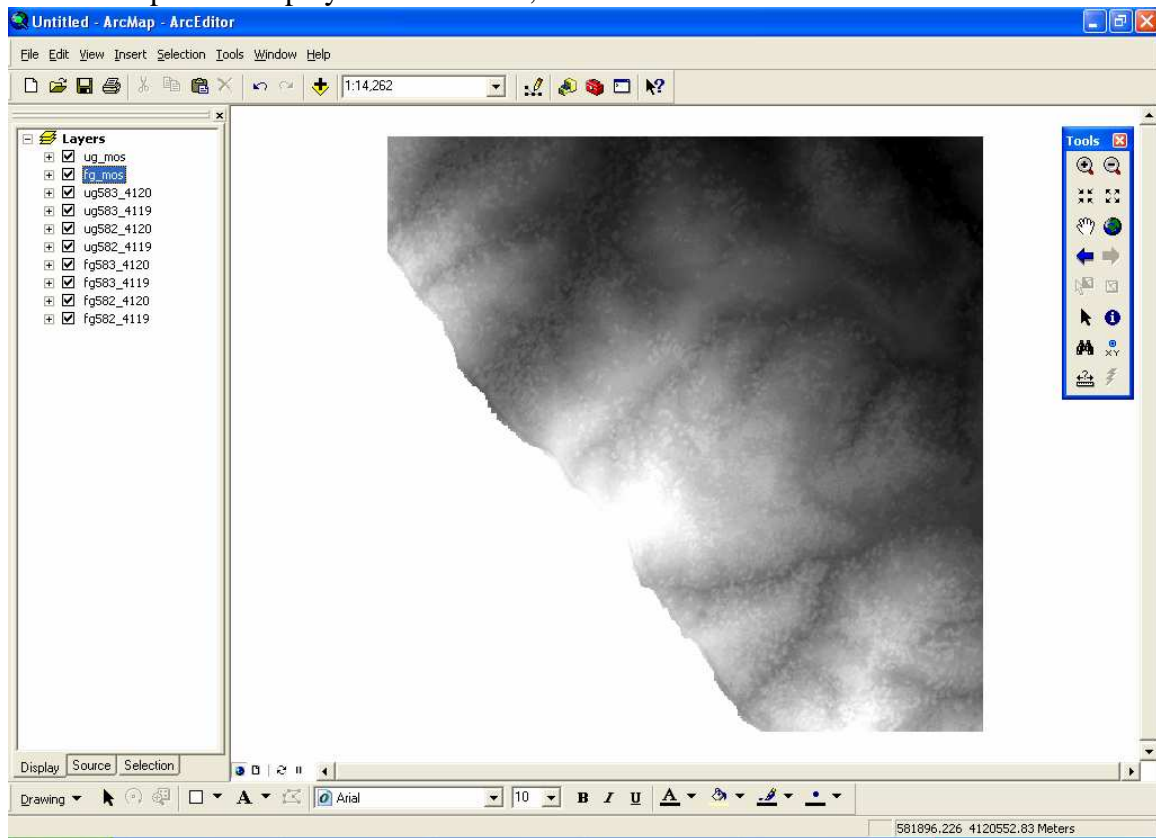 Untitled - ArcMap - ArcEditor
File Edit View Insert Selection Tools Window Help
1:14,262
Layers
ug_mos
fg_mos
ug583_4120
ug583_4119
ug582_4120
ug582_4119
fg583_4120
fg583_4119
fg582_4120
fg582_4119
Tools
XY
Display Source Selection
Drawing A Arial 10 B I U A
581896.226 4120552.83 Meters